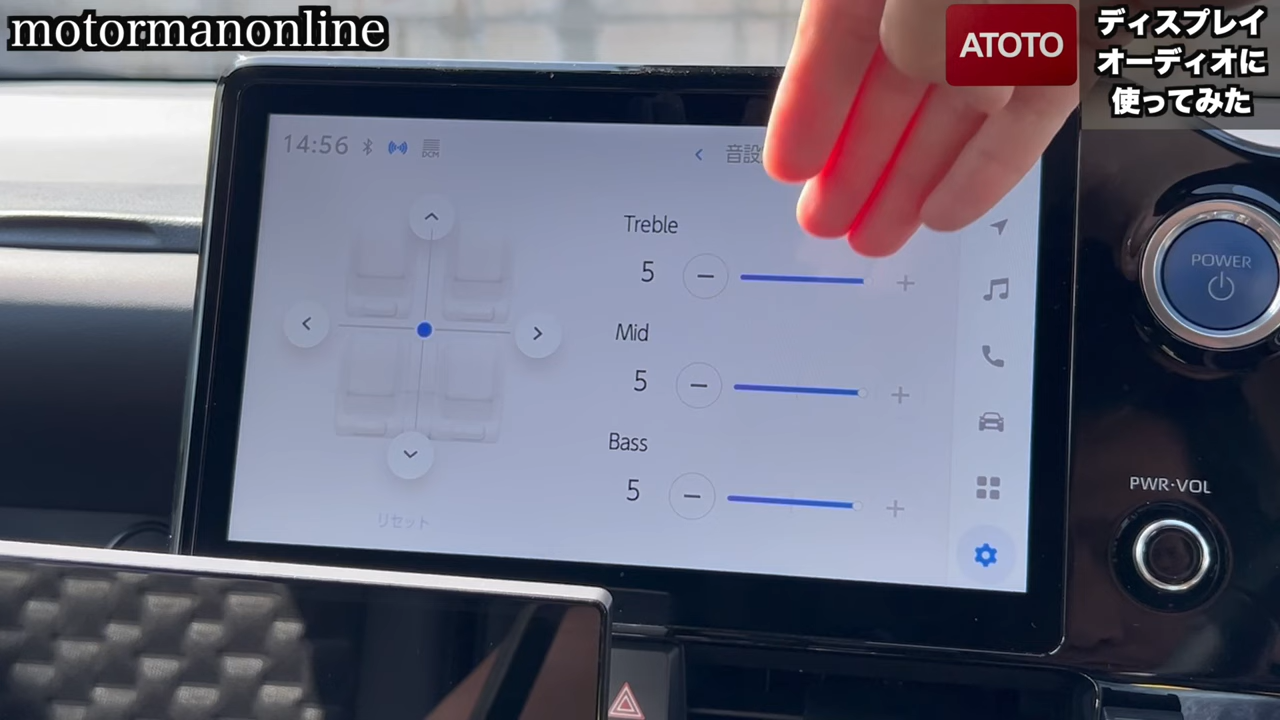 motormanonline
ATOTO
ディスプレイ
オーディオに
使ってみた
14:56
DCM
音設
Treble
5
Mid
5
Bass
5
リセット
POWER
PWR·VOL